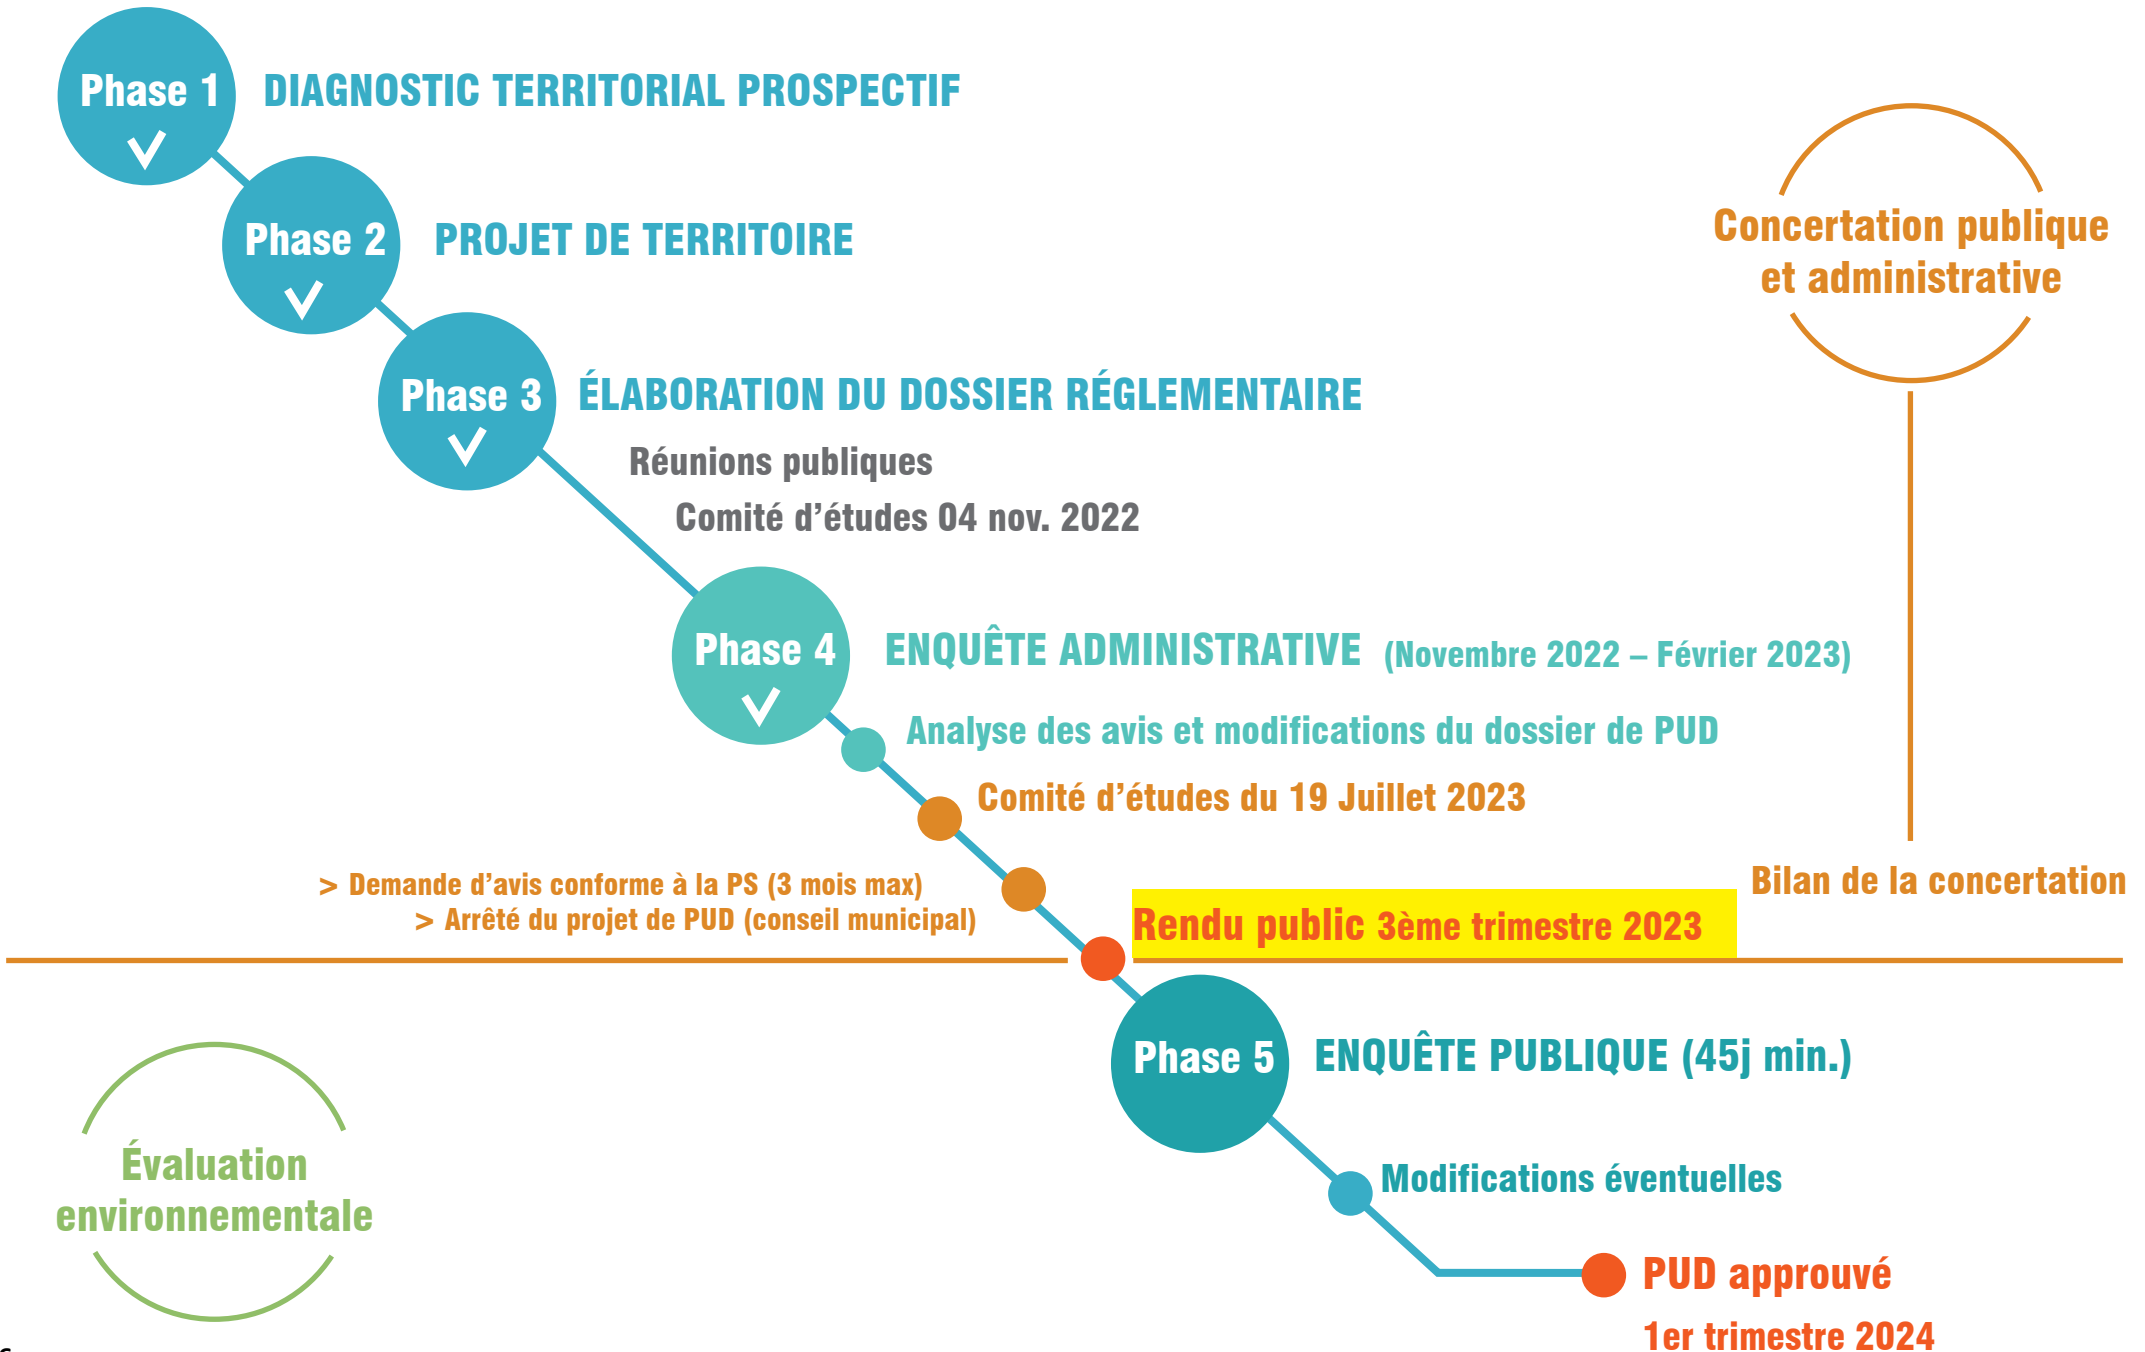 Phase 1
DIAGNOSTIC TERRITORIAL PROSPECTIF
Phase 2
PROJET DE TERRITOIRE
Concertation publique
et administrative
Phase 3
ÉLABORATION DU DOSSIER RÉGLEMENTAIRE
Réunions publiques
Comité d’études 04 nov. 2022
Phase 4
ENQUÊTE ADMINISTRATIVE (Novembre 2022 – Février 2023)
Analyse des avis et modifications du dossier de PUD
Comité d’études du 19 Juillet 2023
> Demande d’avis conforme à la PS (3 mois max)
> Arrêté du projet de PUD (conseil municipal)
Bilan de la concertation
Rendu public 3ème trimestre 2023
Phase 5
ENQUÊTE PUBLIQUE (45j min.)
Évaluation
environnementale
Modifications éventuelles
PUD approuvé
1er trimestre 2024